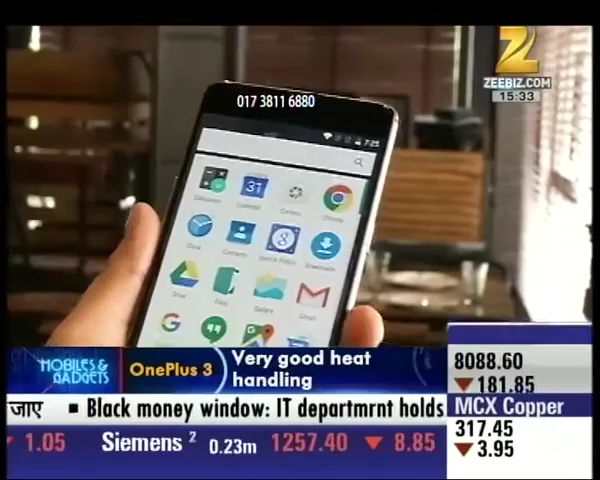 017 3811 6880
ZEEBIZ.COM
15:33
7:25
31
Calculator
Calendar
Camera
Chrome
Clock
Contacts
Device Policy
Downloads
Drive
Gallery
Gmail
MOBILES & GADGETS
OnePlus 3
Very good heat
handling
8088.60
▼ 181.85
जाए ▪ Black money window: IT departmrnt holds
MCX Copper
317.45
▼ 3.95
▼ 1.05 Siemens 2 0.23m 1257.40 ▼ 8.85